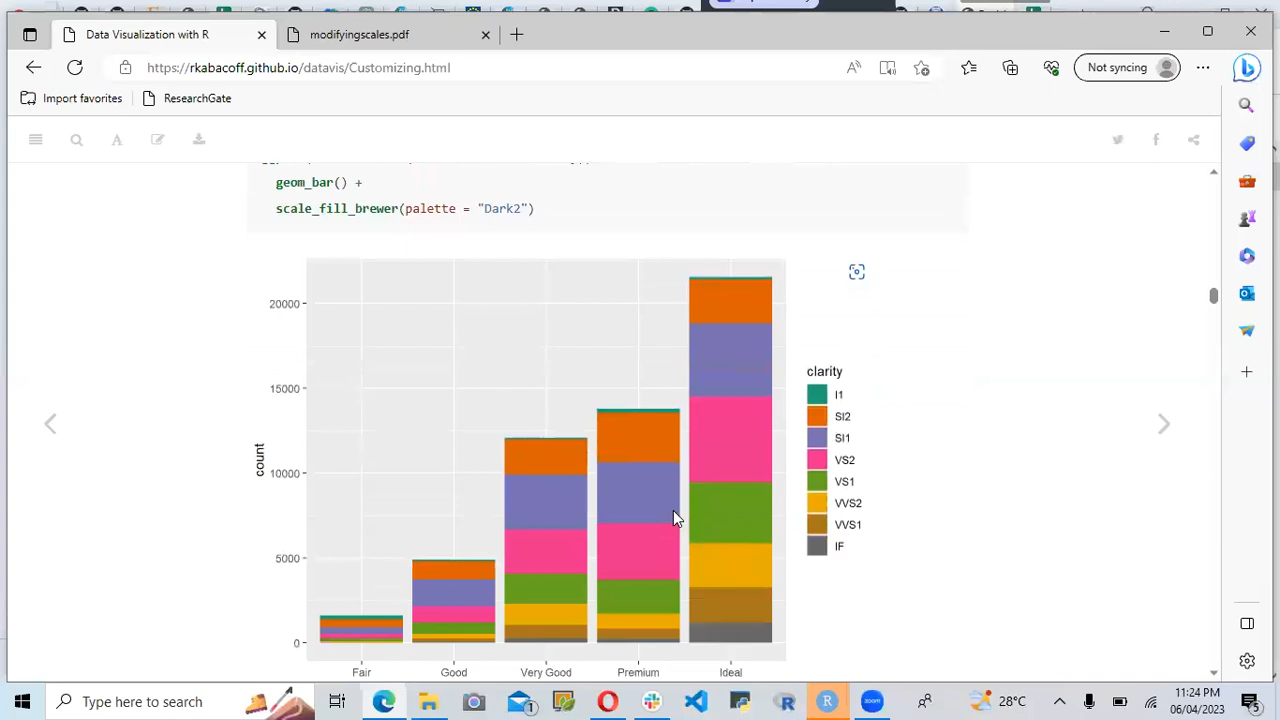 Data Visualization with R
modifyingscales.pdf
https://rkabacoff.github.io/datavis/Customizing.html
Not syncing
Import favorites
ResearchGate
geom_bar() +
scale_fill_brewer(palette = "Dark2")
20000
15000
10000
5000
0
count
Fair
Good
Very Good
Premium
Ideal
clarity
I1
SI2
SI1
VS2
VS1
VVS2
VVS1
IF
Type here to search
28°C
11:24 PM
06/04/2023